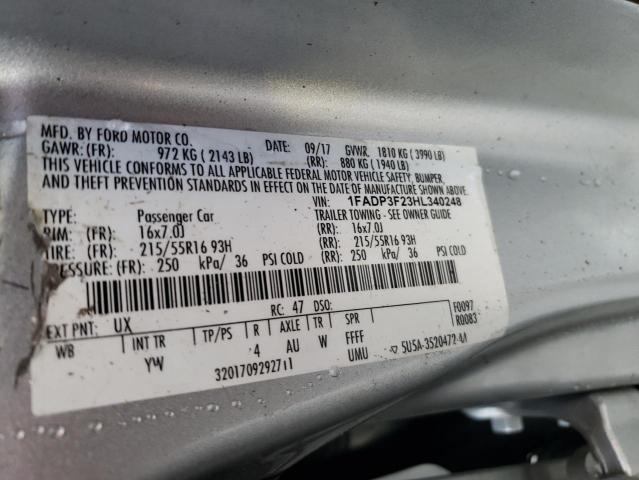 MFD. BY FORD MOTOR CO.
DATE: 09/17 GVWR. 1810 KG ( 3990 LB)
GAWR: (FR): 972 KG ( 2143 LB) (RR): 880 KG ( 1940 LB)
THIS VEHICLE CONFORMS TO ALL APPLICABLE FEDERAL MOTOR VEHICLE SAFETY, BUMPER,
AND THEFT PREVENTION STANDARDS IN EFFECT ON THE DATE OF MANUFACTURE SHOWN ABOVE.
1FADP3F23HL340248
TYPE: Passenger Car TRAILER TOWING - SEE OWNER GUIDE
RIM: (FR) 16x7.0J (RR): 16x7.0J
TIRE: (FR) 215/55R16 93H (RR): 215/55R16 93H
PRESSURE: (FR) 250 kPa/ 36 PSI COLD (RR): 250 kPa/ 36 PSI COLD
EXT PNT: UX RC: 47 DSO: F0097
WB INT TR TP/PS R AXLE TR SPR R0083
YW 4 AU W FFFF
UMU
3201709292711